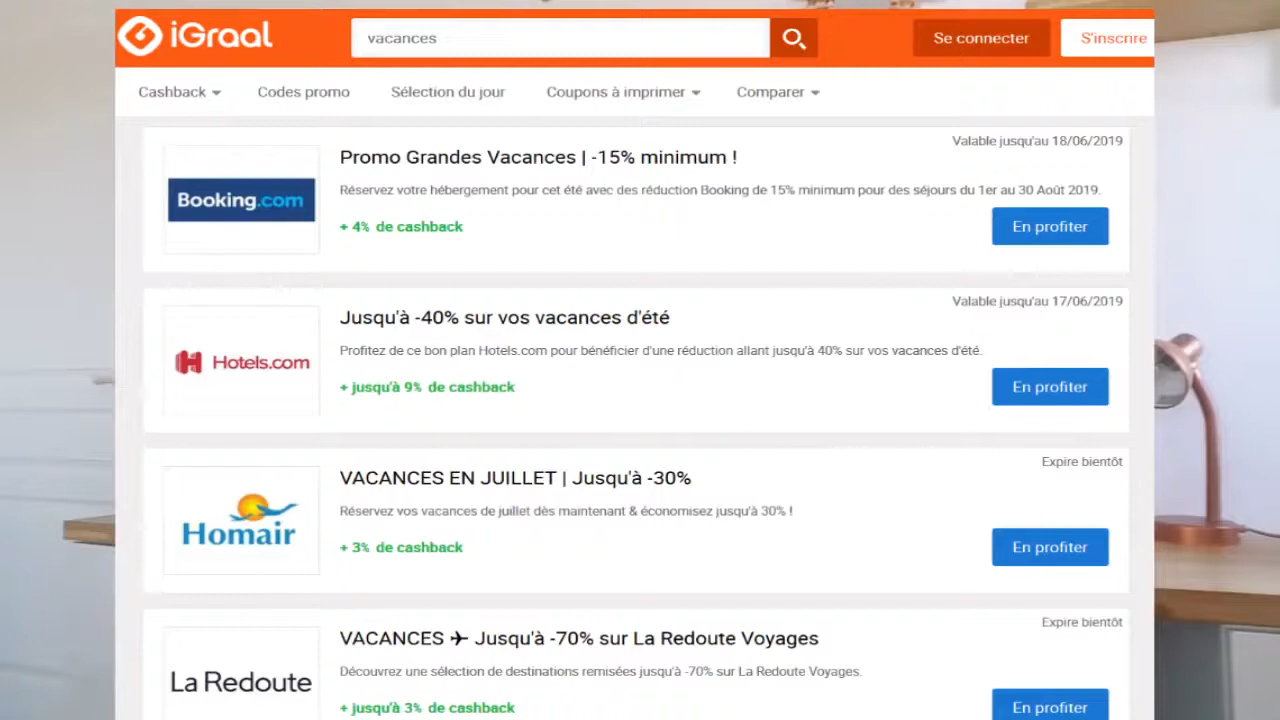 iGraal
vacances
Se connecter
S'inscrire
Cashback
Codes promo
Sélection du jour
Coupons à imprimer
Comparer
Valable jusqu'au 18/06/2019
Booking.com
Promo Grandes Vacances | -15% minimum !
Réservez votre hébergement pour cet été avec des réduction Booking de 15% minimum pour des séjours du 1er au 30 Août 2019.
+ 4% de cashback
En profiter
Valable jusqu'au 17/06/2019
Hotels.com
Jusqu'à -40% sur vos vacances d'été
Profitez de ce bon plan Hotels.com pour bénéficier d'une réduction allant jusqu'à 40% sur vos vacances d'été.
+ jusqu'à 9% de cashback
En profiter
Expire bientôt
Homair
VACANCES EN JUILLET | Jusqu'à -30%
Réservez vos vacances de juillet dès maintenant & économisez jusqu'à 30% !
+ 3% de cashback
En profiter
Expire bientôt
La Redoute
VACANCES ✈ Jusqu'à -70% sur La Redoute Voyages
Découvrez une sélection de destinations remisées jusqu'à -70% sur La Redoute Voyages.
+ jusqu'à 3% de cashback
En profiter